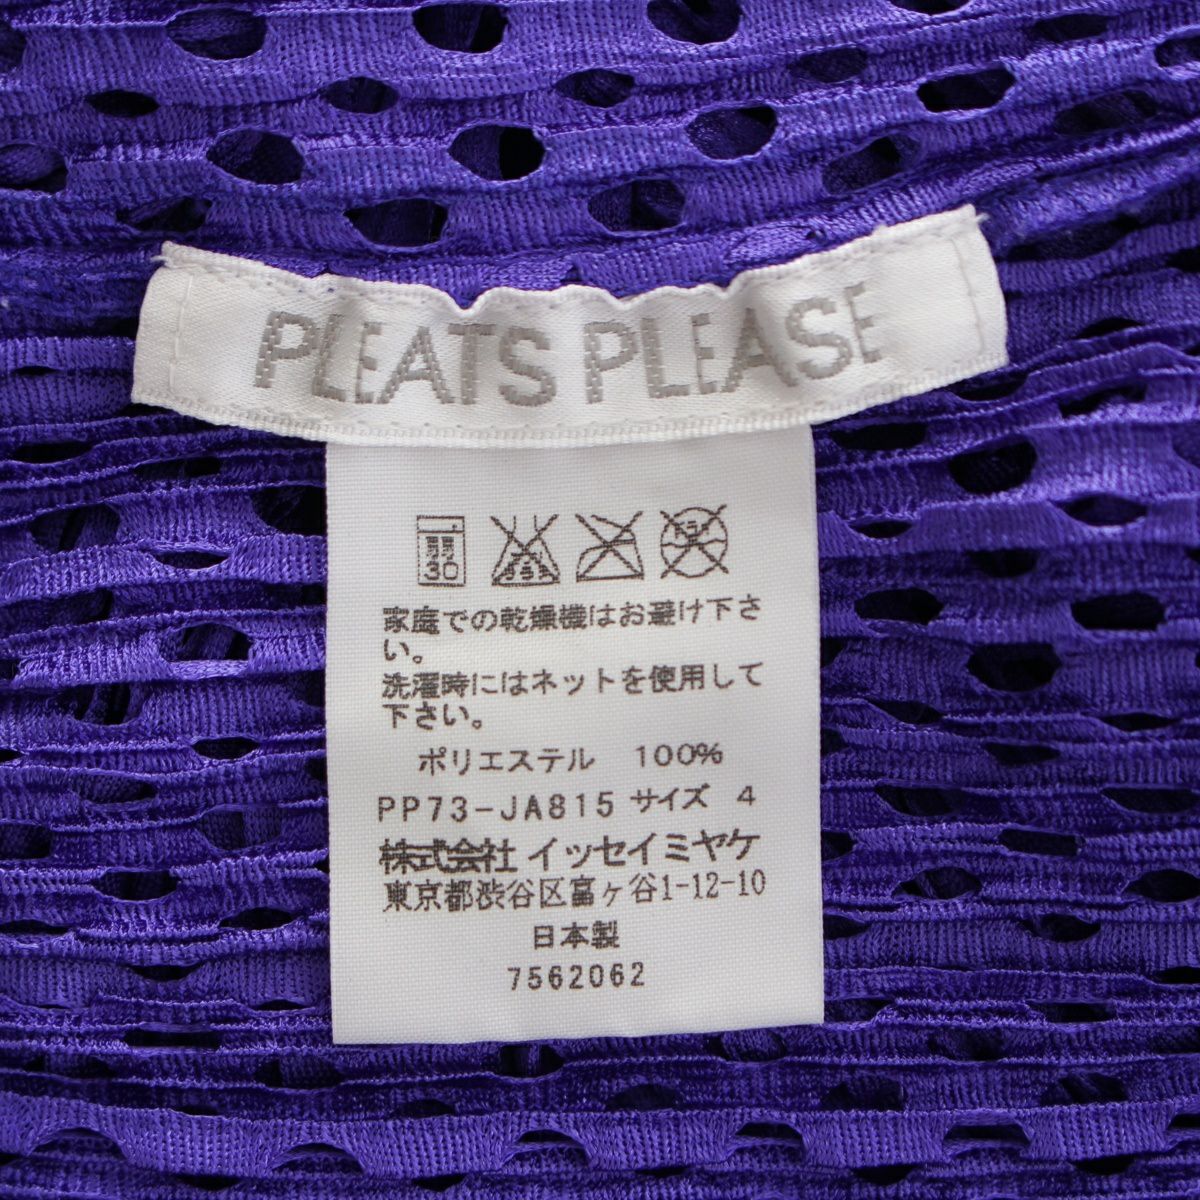 PLEATS PLEASE
弱
30
家庭での乾燥機はお避け下さ
い。
洗濯時にはネットを使用して
下さい。
ポリエステル 100%
PP73-JA815 サイズ 4
株式会社 イッセイミヤケ
東京都渋谷区富ヶ谷1-12-10
日本製
7562062